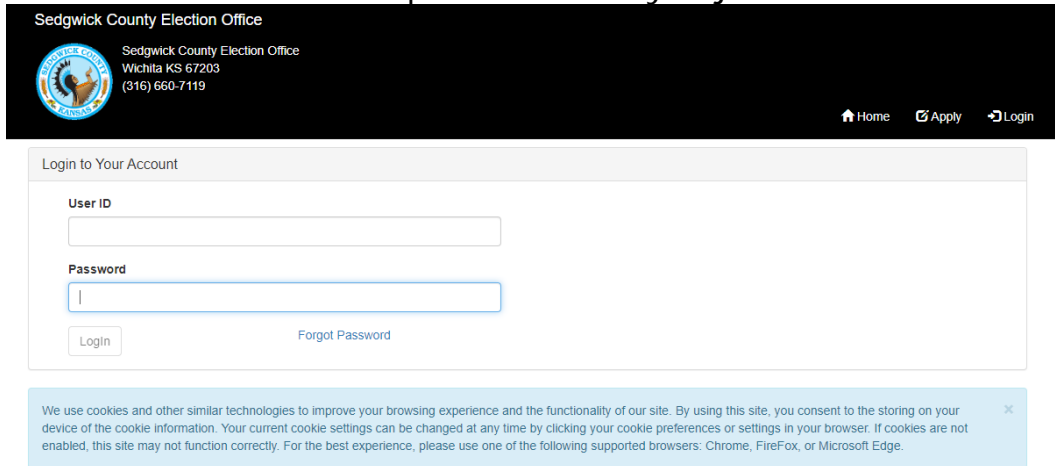 Sedgwick County Election Office
SEDGWICK COUNTY
KANSAS
Sedgwick County Election Office
Wichita KS 67203
(316) 660-7119
Home Apply Login
Login to Your Account
User ID
Password
LogIn Forgot Password
We use cookies and other similar technologies to improve your browsing experience and the functionality of our site. By using this site, you consent to the storing on your
device of the cookie information. Your current cookie settings can be changed at any time by clicking your cookie preferences or settings in your browser. If cookies are not
enabled, this site may not function correctly. For the best experience, please use one of the following supported browsers: Chrome, FireFox, or Microsoft Edge.
×